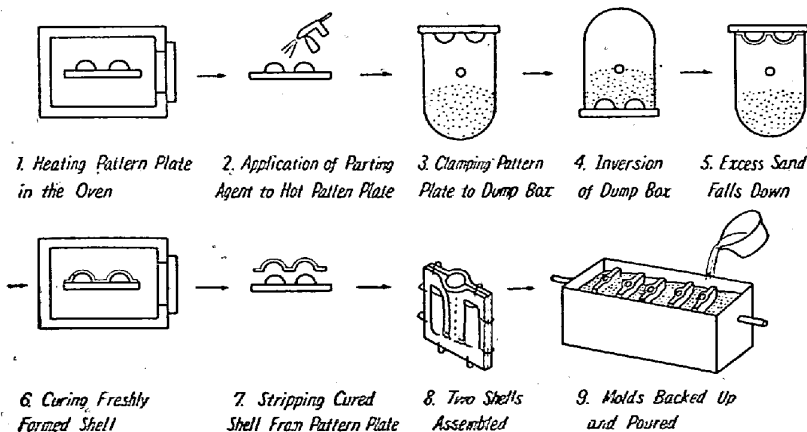 1. Heating Pattern Plate
in the Oven
2. Application of Parting
Agent to Hot Patten Plate
3. Clamping Pattern
Plate to Dump Box
4. Inversion
of Dump Box
5. Excess Sand
Falls Down
6. Curing Freshly
Formed Shell
7. Stripping Cured
Shell From Pattern Plate
8. Two Shells
Assembled
9. Molds Backed Up
and Poured